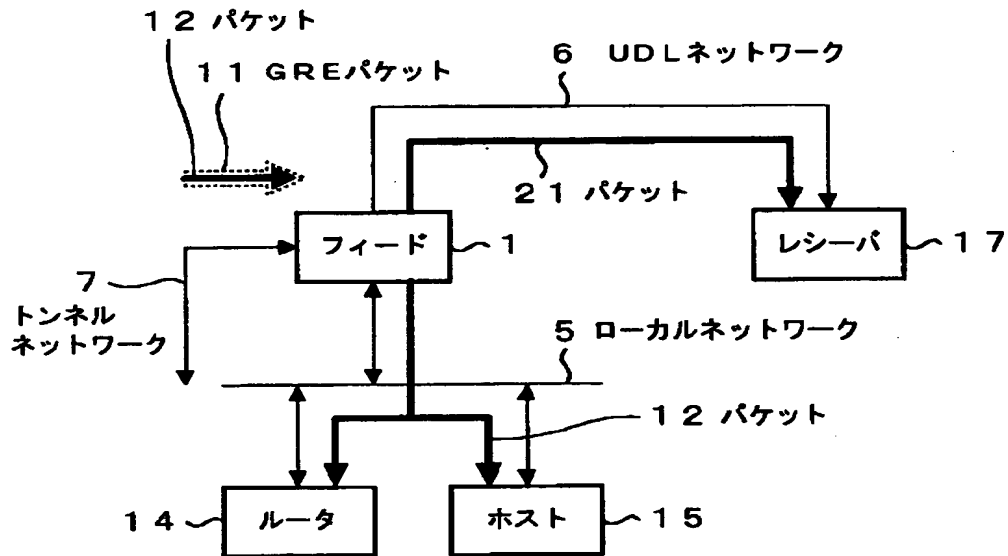 １２ パケット
１１ GREパケット
６ UDLネットワーク
２１ パケット
フィード
１
レシーバ
１７
７
トンネル
ネットワーク
５ ローカルネットワーク
１２ パケット
１４
ルータ
ホスト
１５